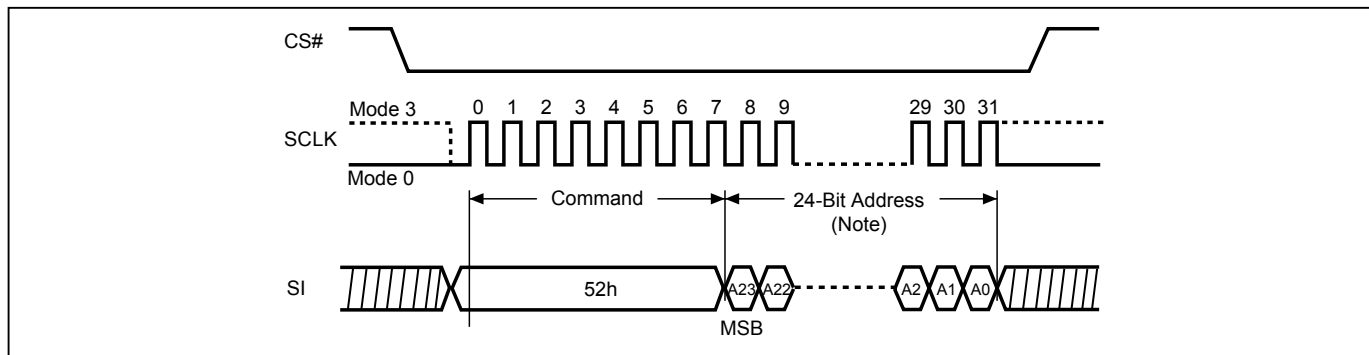 CS#
Mode 3 0 1 2 3 4 5 6 7 8 9 29 30 31
SCLK
Mode 0
Command 24-Bit Address
(Note)
SI 52h A23 A22 A2 A1 A0
MSB